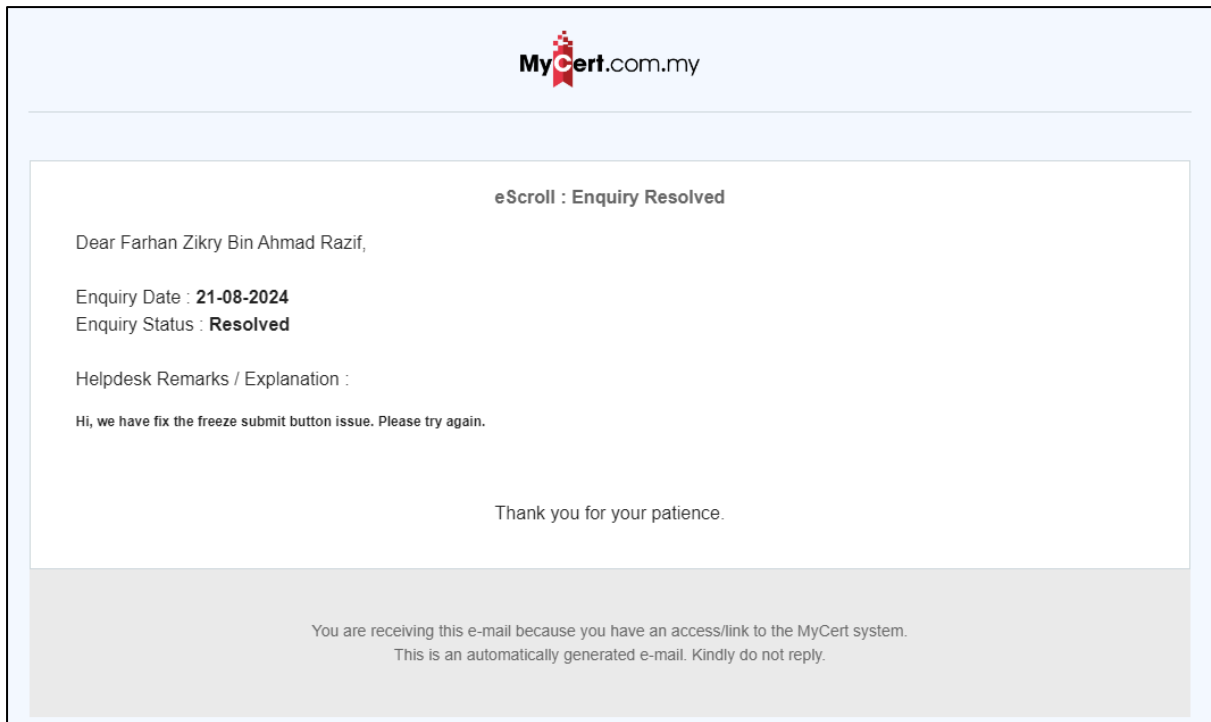 MyCert.com.my
eScroll : Enquiry Resolved
Dear Farhan Zikry Bin Ahmad Razif,
Enquiry Date : 21-08-2024
Enquiry Status : Resolved
Helpdesk Remarks / Explanation :
Hi, we have fix the freeze submit button issue. Please try again.
Thank you for your patience.
You are receiving this e-mail because you have an access/link to the MyCert system.
This is an automatically generated e-mail. Kindly do not reply.